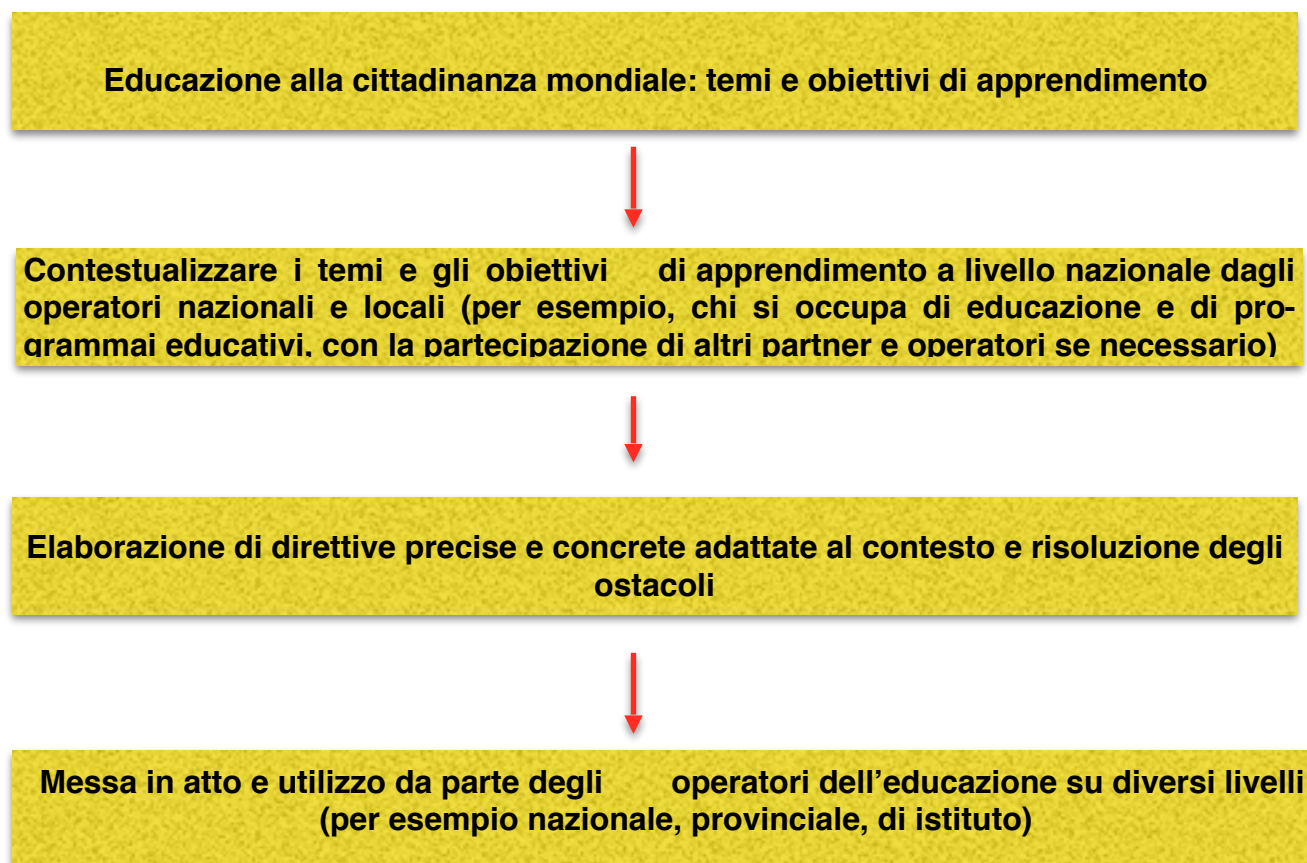 Educazione alla cittadinanza mondiale: temi e obiettivi di apprendimento
Contestualizzare i temi e gli obiettivi di apprendimento a livello nazionale dagli
operatori nazionali e locali (per esempio, chi si occupa di educazione e di pro-
grammai educativi, con la partecipazione di altri partner e operatori se necessario)
Elaborazione di direttive precise e concrete adattate al contesto e risoluzione degli
ostacoli
Messa in atto e utilizzo da parte degli operatori dell’educazione su diversi livelli
(per esempio nazionale, provinciale, di istituto)